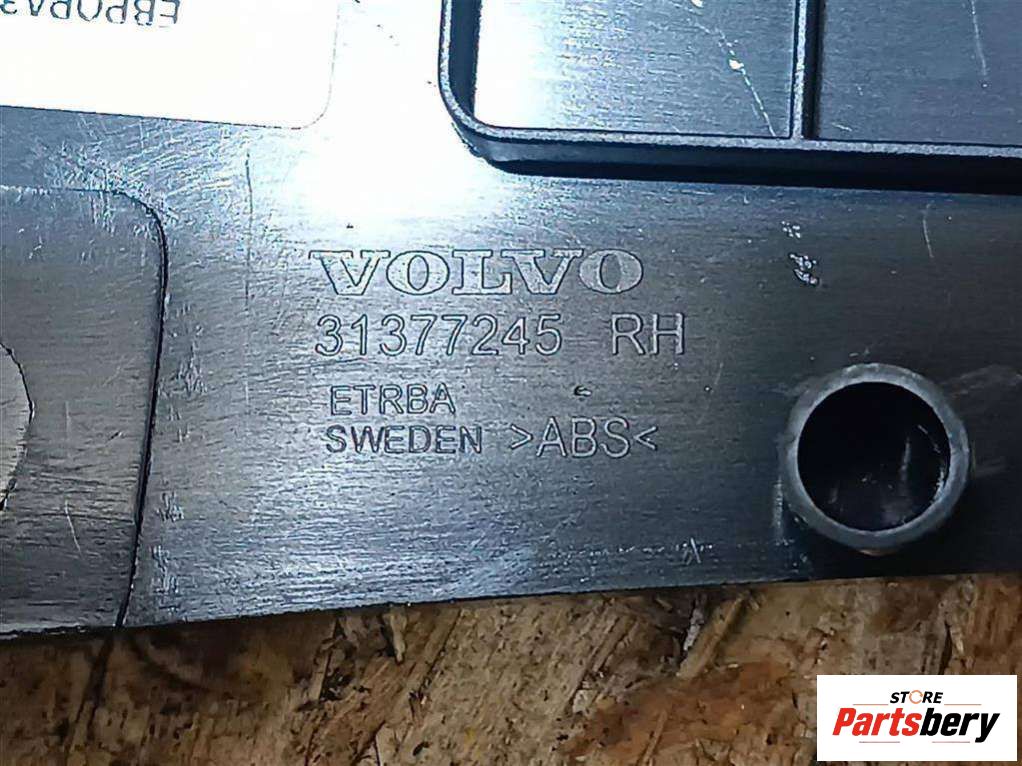 VOLVO
31377245 RH
ETRBA
SWEDEN >ABS<
STORE
Partsbery